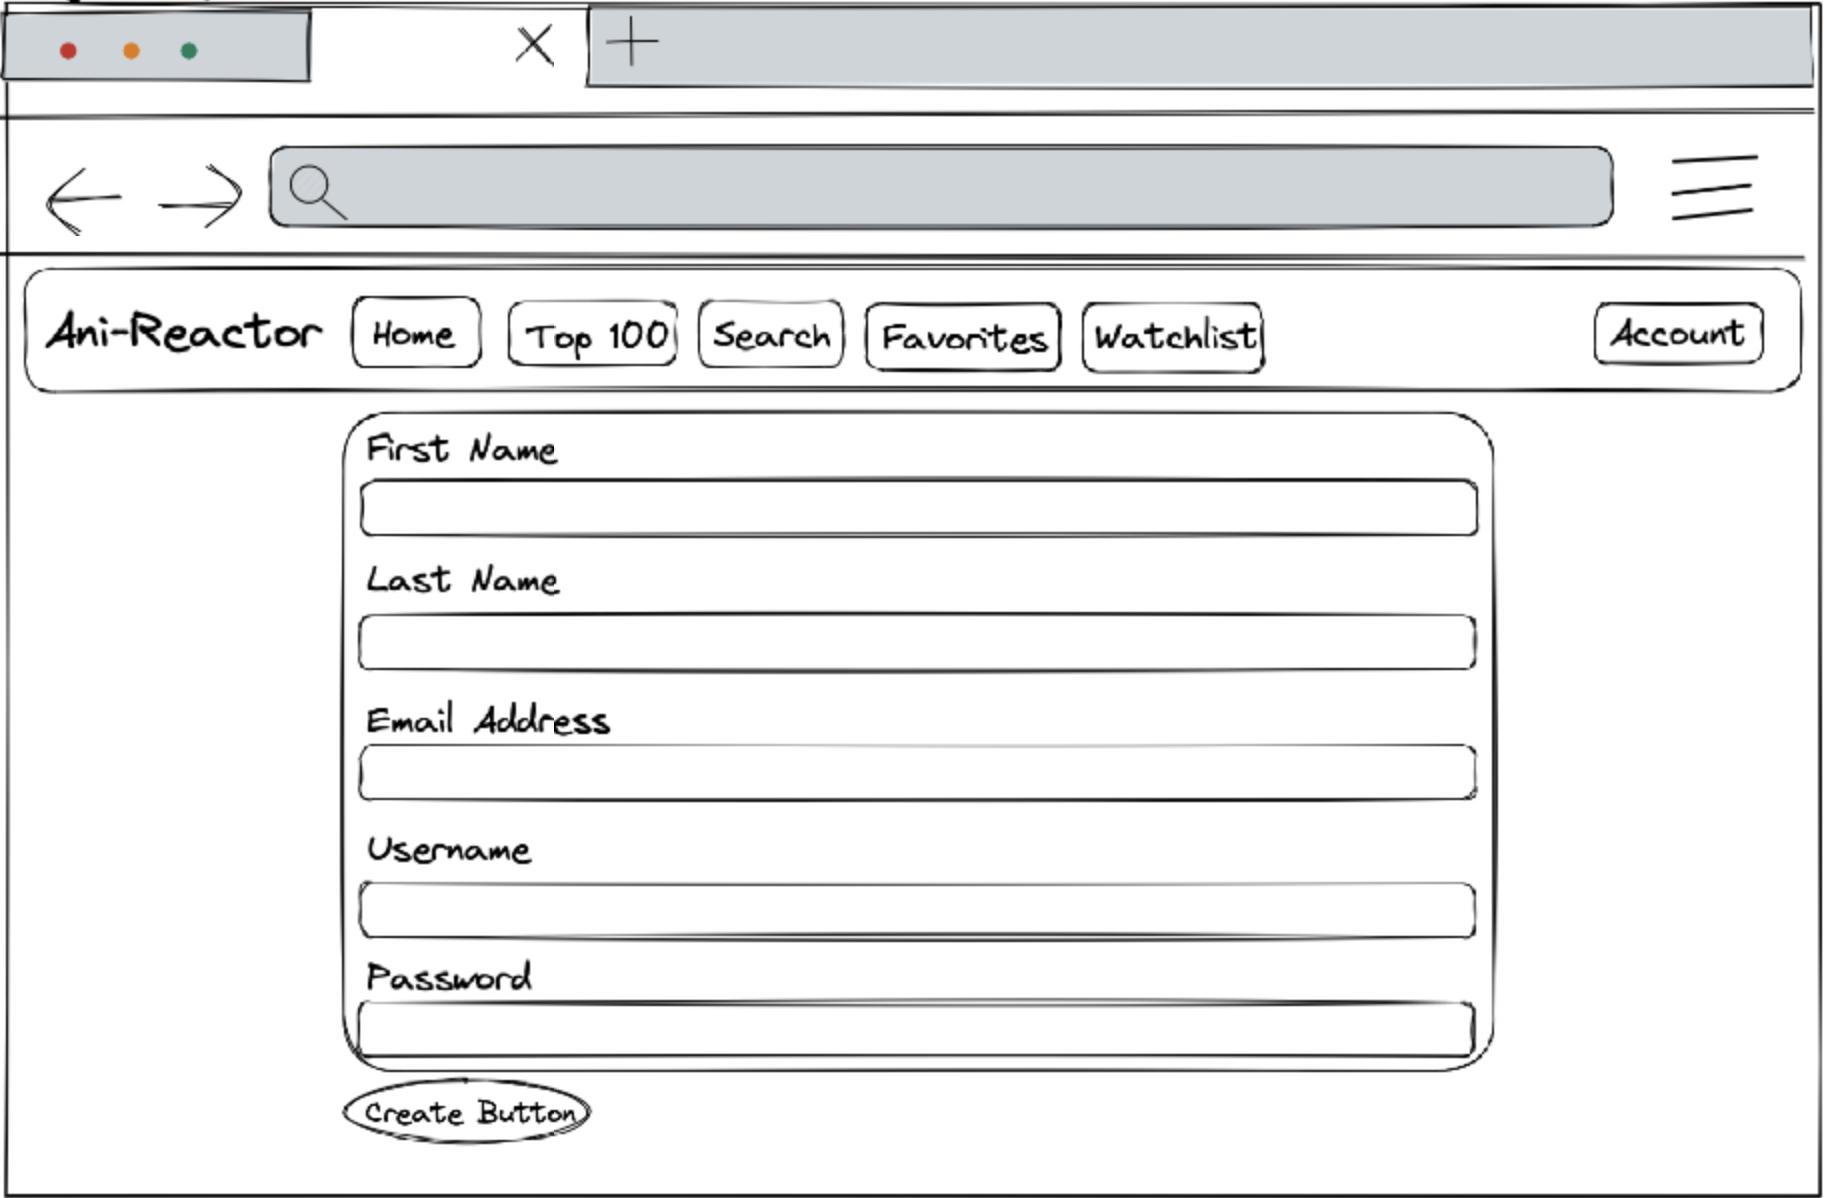 Ani-Reactor Home Top 100 Search Favorites Watchlist Account
First Name
Last Name
Email Address
Username
Password
Create Button